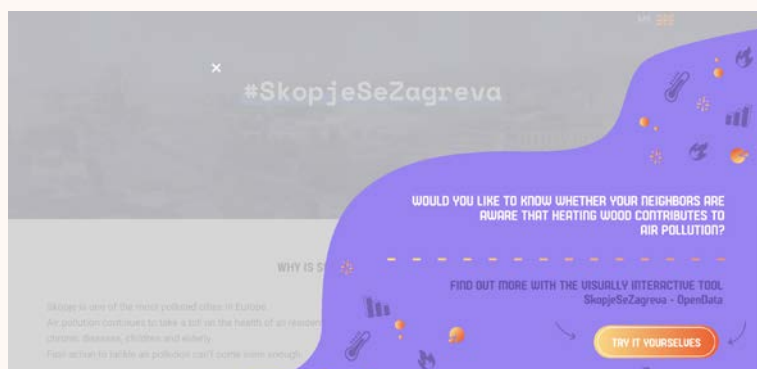 #SkopjeSeZagreva
WOULD YOU LIKE TO KNOW WHETHER YOUR NEIGHBORS ARE
AWARE THAT HEATING WOOD CONTRIBUTES TO
AIR POLLUTION?
FIND OUT MORE WITH THE VISUALLY INTERACTIVE TOOL
SkopjeSeZagreva - OpenData
TRY IT YOURSELVES
WHY IS
Skopje is one of the most polluted cities in Europe.
Air pollution continues to take a toll on the health of all
chronic diseases, children and elderly.
Fast action to tackle air pollution can't come soon enough.